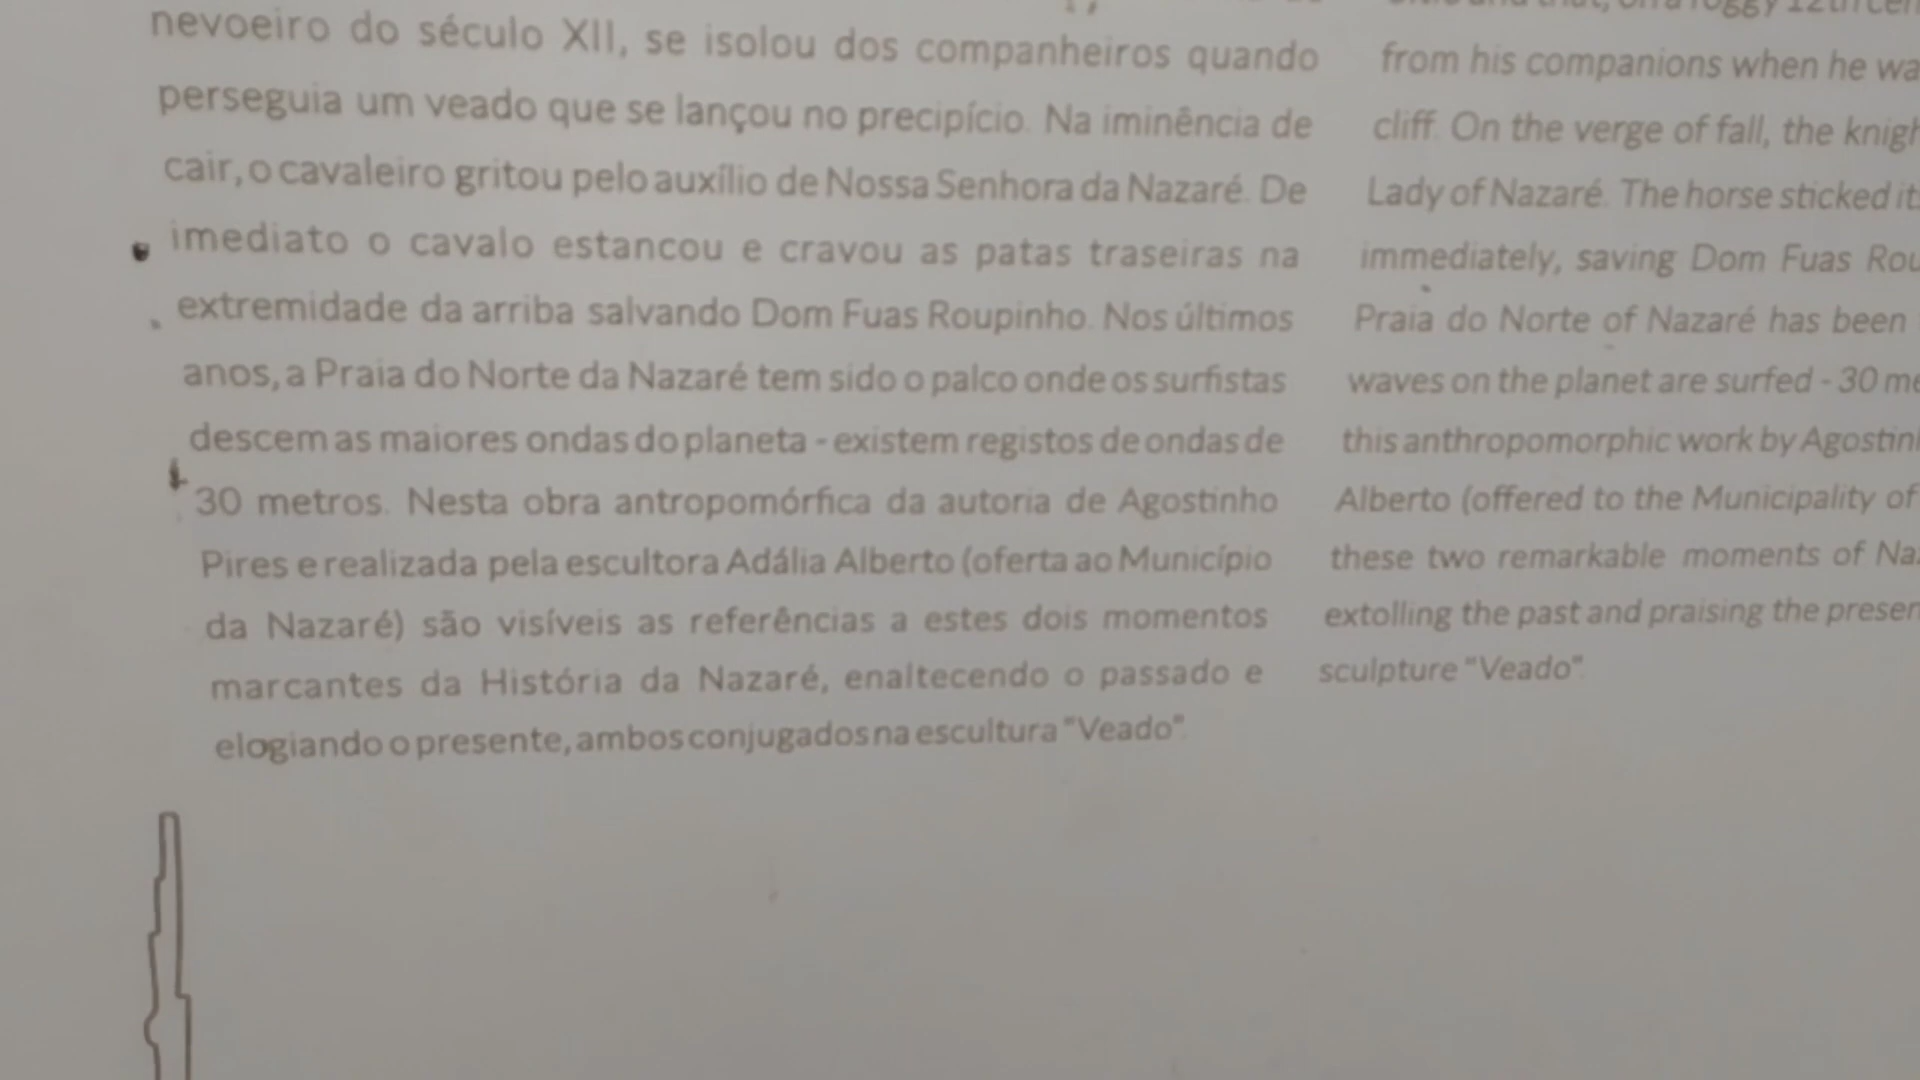 nevoeiro do século XII, se isolou dos companheiros quando
perseguia um veado que se lançou no precipício. Na iminência de
cair, o cavaleiro gritou pelo auxílio de Nossa Senhora da Nazaré. De
imediato o cavalo estancou e cravou as patas traseiras na
extremidade da arriba salvando Dom Fuas Roupinho. Nos últimos
anos, a Praia do Norte da Nazaré tem sido o palco onde os surfistas
descem as maiores ondas do planeta - existem registos de ondas de
30 metros. Nesta obra antropomórfica da autoria de Agostinho
Pires e realizada pela escultora Adália Alberto (oferta ao Município
da Nazaré) são visíveis as referências a estes dois momentos
marcantes da História da Nazaré, enaltecendo o passado e
elogiando o presente, ambos conjugados na escultura "Veado".
foggy 12th
from his companions when he
cliff. On the verge of fall, the
Lady of Nazaré. The horse sticked
immediately, saving Dom Fuas
Praia do Norte of Nazaré has been
waves on the planet are surfed - 30
this anthropomorphic work by
Alberto (offered to the Municipality of
these two remarkable moments of
extolling the past and praising the
sculpture "Veado".